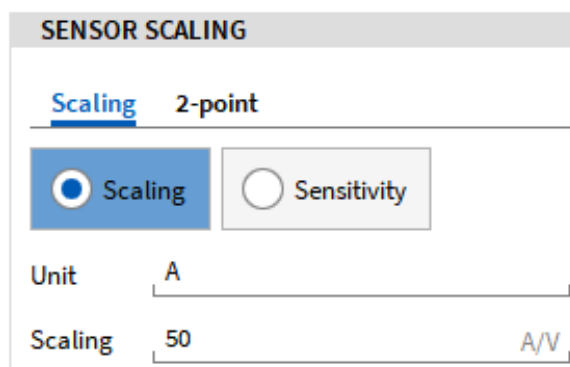 SENSOR SCALING
Scaling 2-point
Scaling Sensitivity
Unit A
Scaling 50 A/V